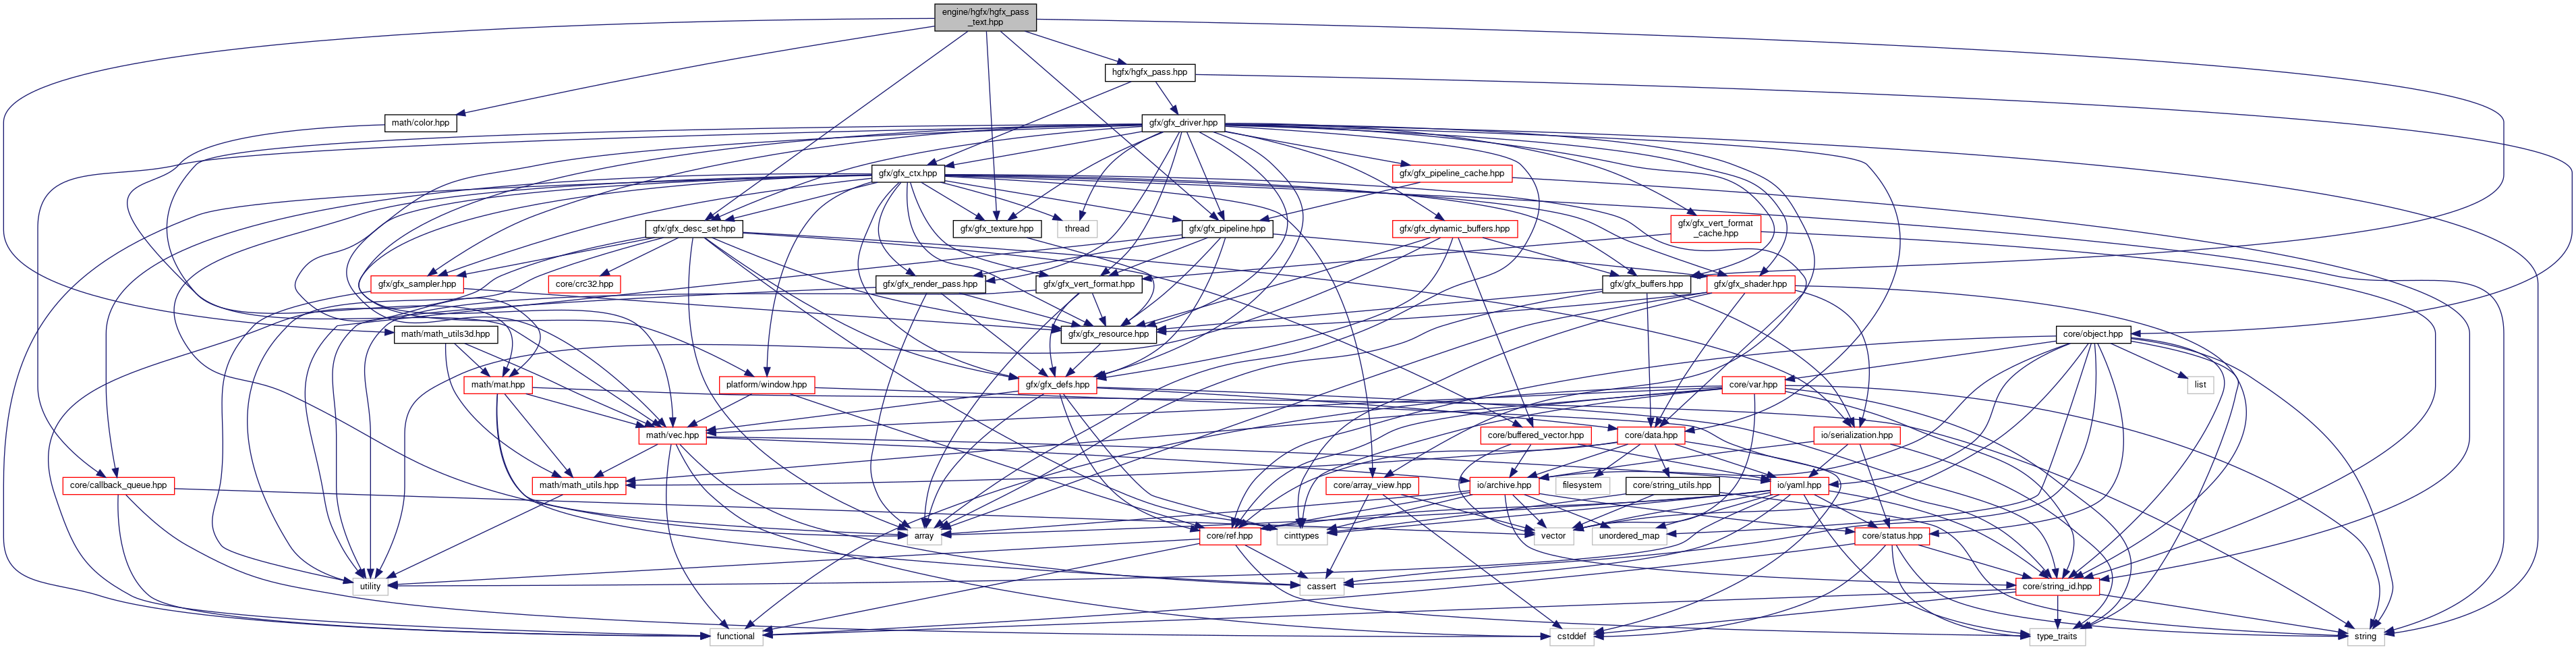 engine/hgfx/hgfx_pass
_text.hpp
hgfx/hgfx_pass.hpp
math/color.hpp
gfx/gfx_driver.hpp
gfx/gfx_ctx.hpp
gfx/gfx_pipeline_cache.hpp
gfx/gfx_desc_set.hpp
gfx/gfx_texture.hpp
thread
gfx/gfx_pipeline.hpp
gfx/gfx_dynamic_buffers.hpp
gfx/gfx_vert_format
_cache.hpp
gfx/gfx_sampler.hpp
core/crc32.hpp
gfx/gfx_render_pass.hpp
gfx/gfx_vert_format.hpp
gfx/gfx_buffers.hpp
gfx/gfx_shader.hpp
math/math_utils3d.hpp
gfx/gfx_resource.hpp
core/object.hpp
math/mat.hpp
platform/window.hpp
gfx/gfx_defs.hpp
core/var.hpp
list
math/vec.hpp
core/buffered_vector.hpp
core/data.hpp
io/serialization.hpp
core/callback_queue.hpp
math/math_utils.hpp
core/array_view.hpp
io/archive.hpp
filesystem
core/string_utils.hpp
io/yaml.hpp
array
core/ref.hpp
cinttypes
vector
unordered_map
core/status.hpp
utility
cassert
core/string_id.hpp
functional
cstddef
type_traits
string